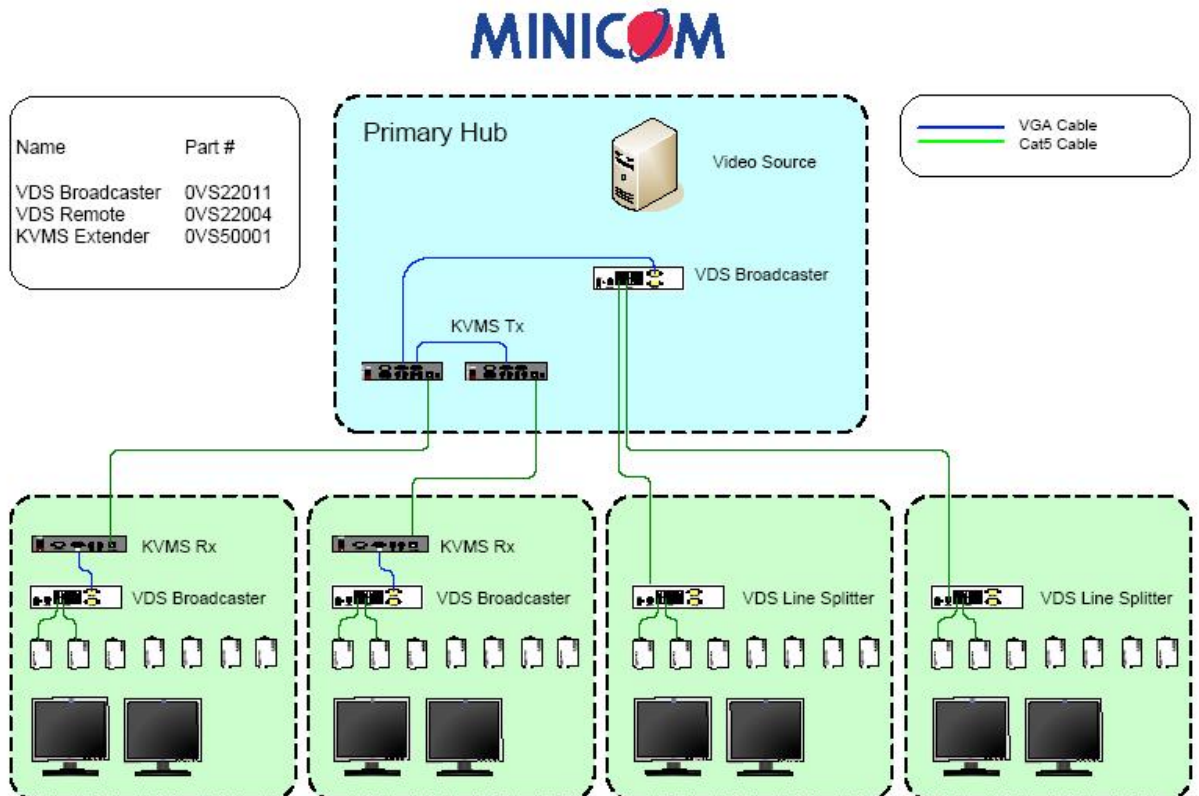 MINICOM
Name Part #
VDS Broadcaster 0VS22011
VDS Remote 0VS22004
KVMS Extender 0VS50001
Primary Hub
Video Source
VGA Cable
Cat5 Cable
VDS Broadcaster
KVMS Tx
KVMS Rx
VDS Broadcaster
KVMS Rx
VDS Broadcaster
VDS Line Splitter
VDS Line Splitter